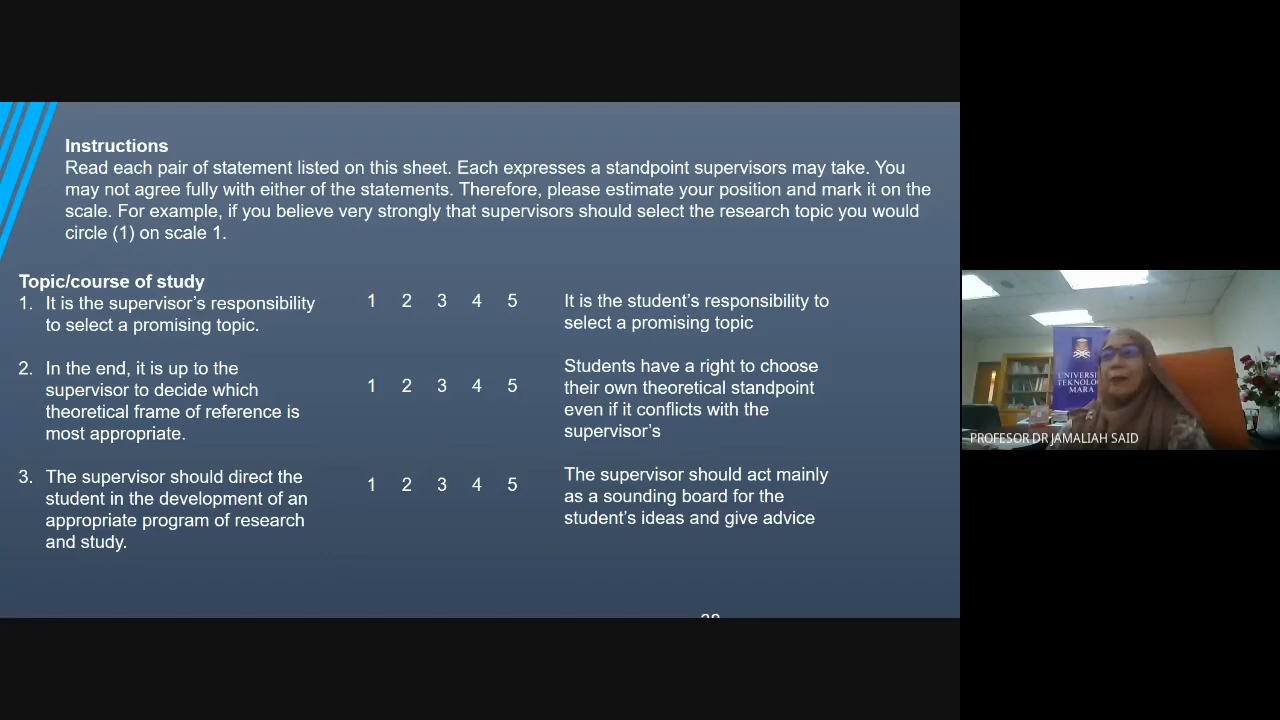 Instructions
Read each pair of statement listed on this sheet. Each expresses a standpoint supervisors may take. You
may not agree fully with either of the statements. Therefore, please estimate your position and mark it on the
scale. For example, if you believe very strongly that supervisors should select the research topic you would
circle (1) on scale 1.
Topic/course of study
1. It is the supervisor’s responsibility
to select a promising topic.
1 2 3 4 5
It is the student’s responsibility to
select a promising topic
2. In the end, it is up to the
supervisor to decide which
theoretical frame of reference is
most appropriate.
1 2 3 4 5
Students have a right to choose
their own theoretical standpoint
even if it conflicts with the
supervisor’s
3. The supervisor should direct the
student in the development of an
appropriate program of research
and study.
1 2 3 4 5
The supervisor should act mainly
as a sounding board for the
student’s ideas and give advice
TEKNOLO
MARA
PROFESOR DR JAMALIAH SAID